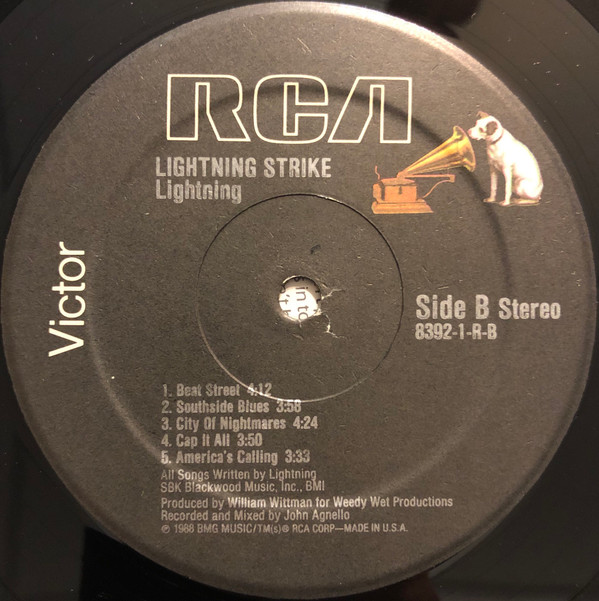 RCA
LIGHTNING STRIKE
Lightning
Victor
Side B Stereo
8392-1-R-B
1. Beat Street 4:12
2. Southside Blues 3:58
3. City Of Nightmares 4:24
4. Cap It All 3:50
5. America's Calling 3:33
All Songs Written by Lightning
SBK Blackwood Music, Inc., BMI
Produced by William Wittman for Weedy Wet Productions
Recorded and Mixed by John Agnello
℗ 1988 BMG MUSIC/TM(s)® RCA CORP—MADE IN U.S.A.